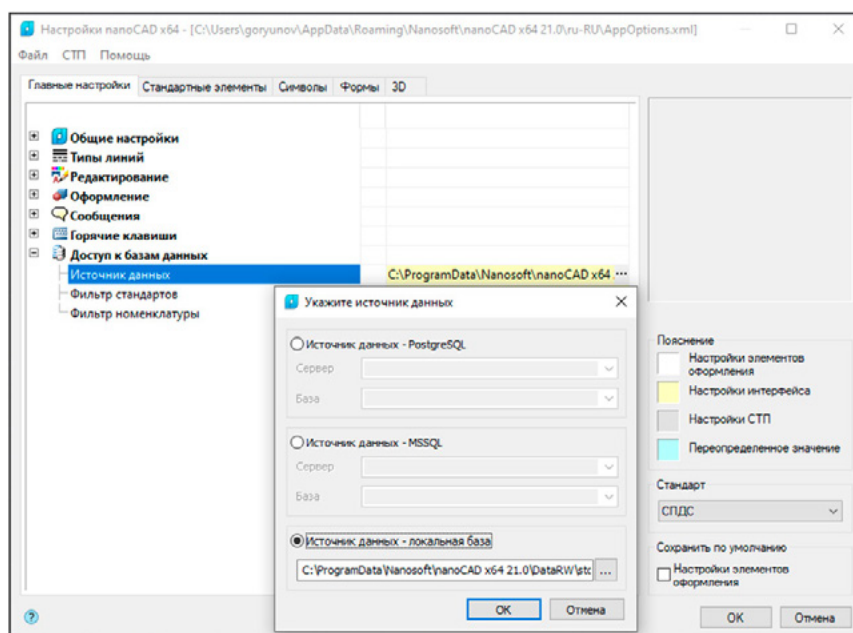 Настройки nanoCAD x64 - [C:\Users\goryunov\AppData\Roaming\Nanosoft\nanoCAD x64 21.0\ru-RU\AppOptions.xml]
Файл СТП Помощь
Главные настройки Стандартные элементы Символы Формы 3D
Общие настройки
Типы линий
Редактирование
Оформление
Сообщения
Горячие клавиши
Доступ к базам данных
Источник данных C:\ProgramData\Nanosoft\nanoCAD x64 ...
Фильтр стандартов
Фильтр номенклатуры
Укажите источник данных
Источник данных - PostgreSQL
Сервер
База
Источник данных - MSSQL
Сервер
База
Источник данных - локальная база
C:\ProgramData\Nanosoft\nanoCAD x64 21.0\DataRW\stc ...
OK Отмена
Пояснение
Настройки элементов
оформления
Настройки интерфейса
Настройки СТП
Переопределенное значение
Стандарт
СПДС
Сохранить по умолчанию
Настройки элементов
оформления
OK Отмена